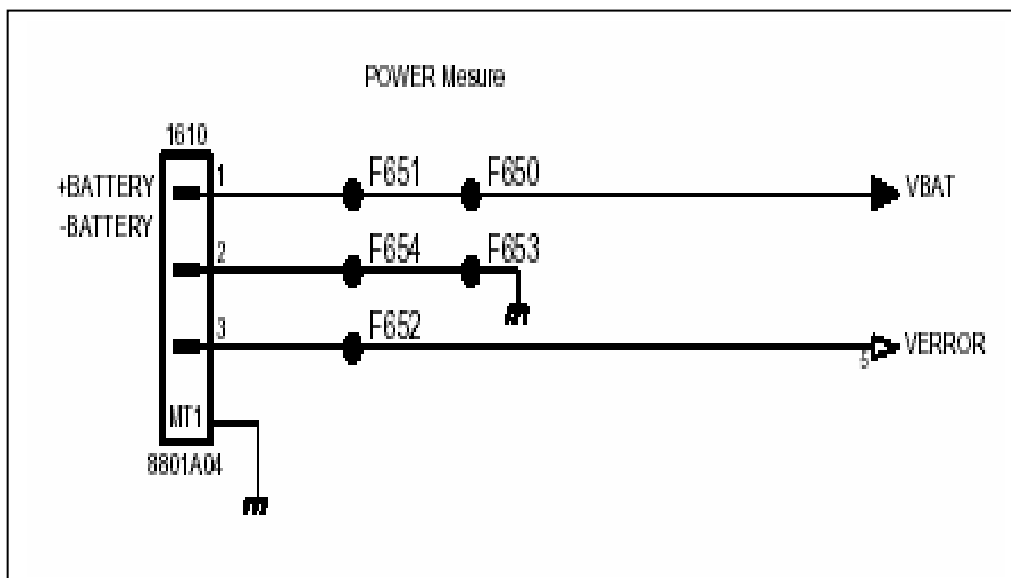 POWER Mesure
1610
+BATTERY
-BATTERY
1
F651
F650
VBAT
2
F654
F653
3
F652
5
VERROR
MT1
8801A04